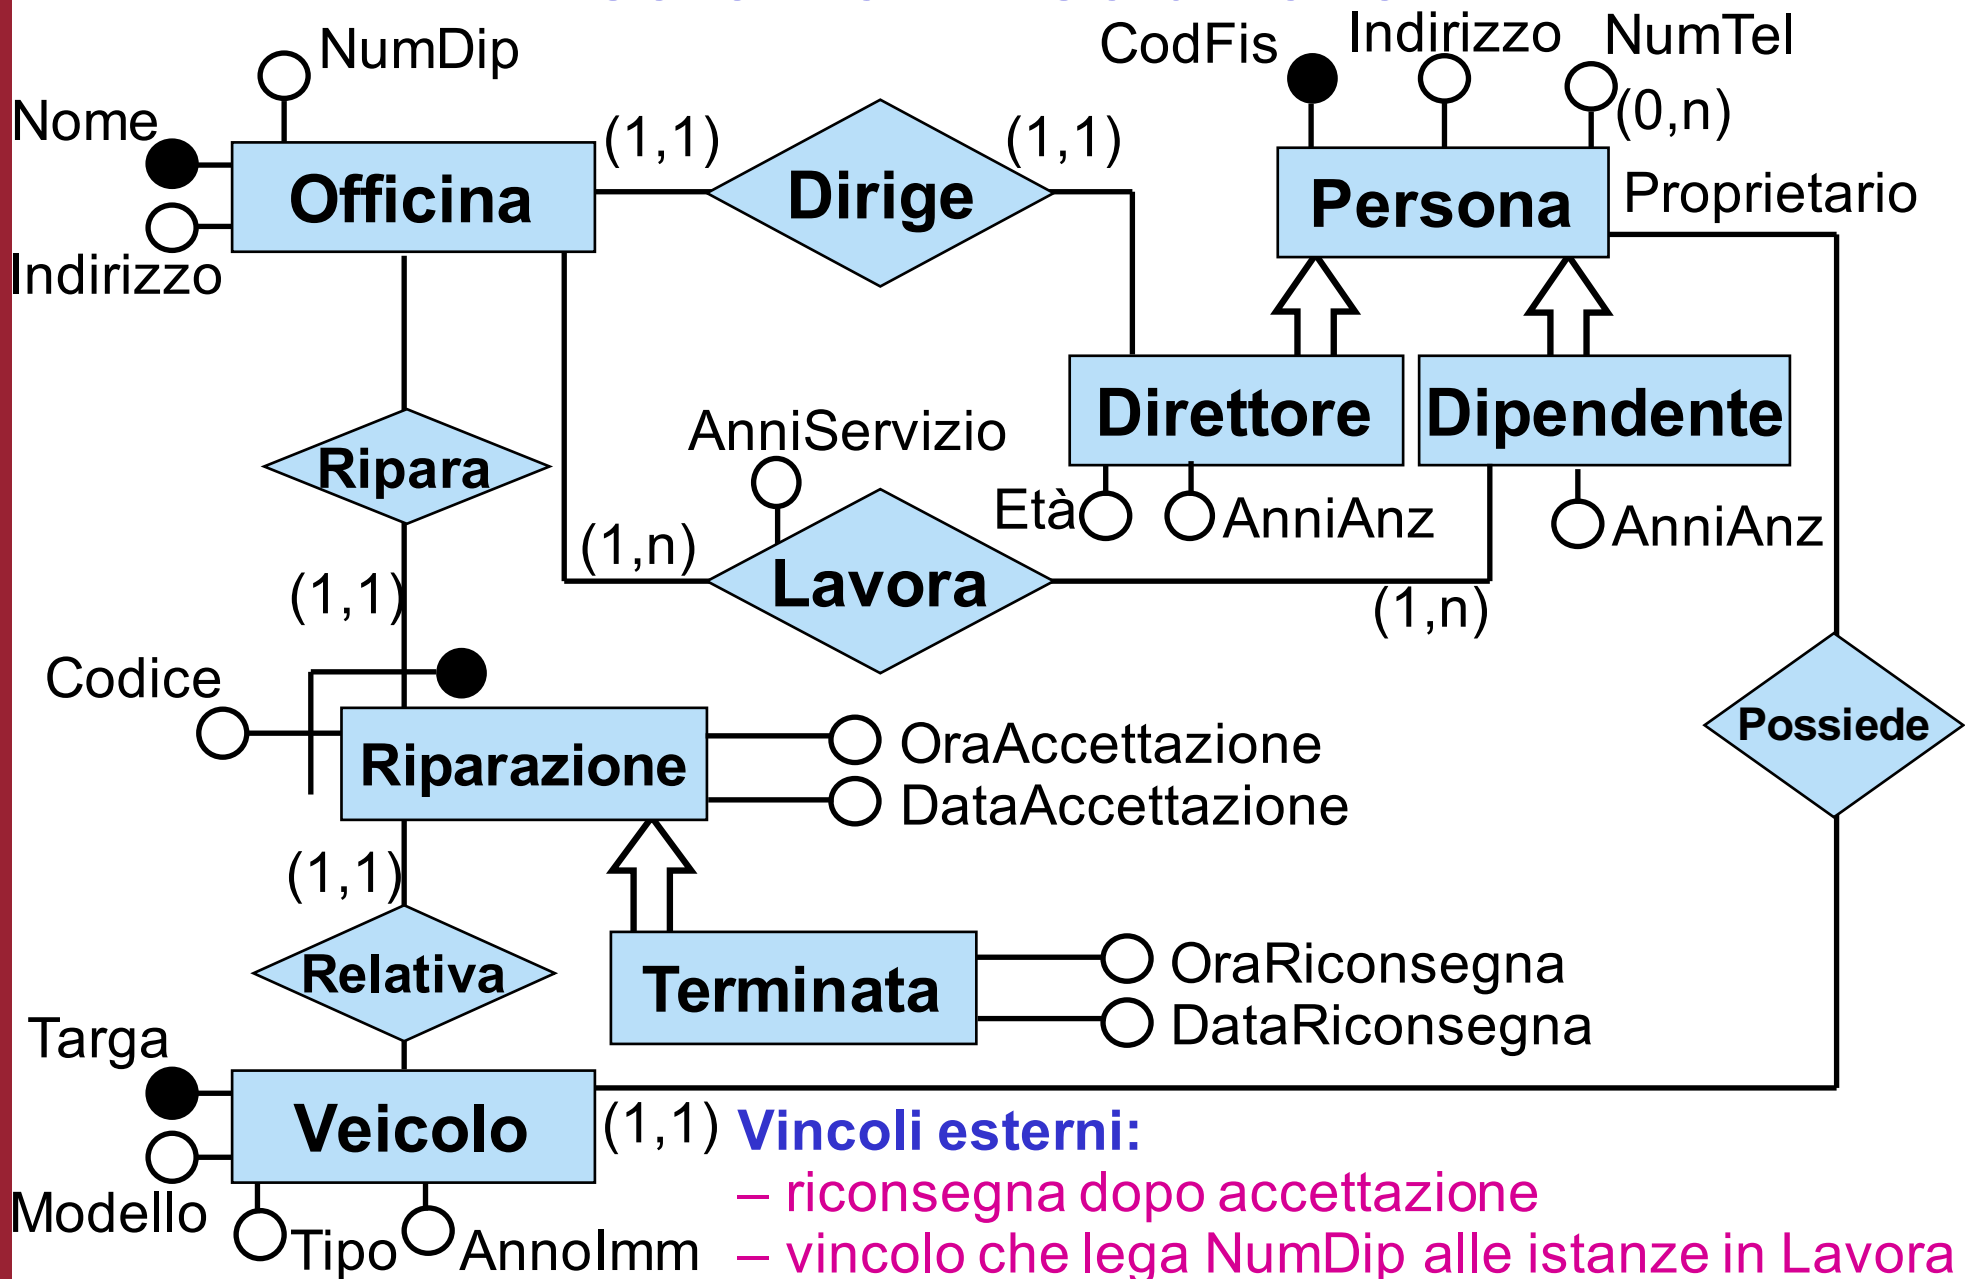 NumDip
CodFis
Indirizzo
NumTel
(0,n)
Nome
(1,1)
(1,1)
Officina
Dirige
Persona
Proprietario
Indirizzo
Direttore
Dipendente
AnniServizio
Ripara
Età
AnniAnz
AnniAnz
(1,n)
Lavora
(1,n)
(1,1)
Codice
Possiede
Riparazione
OraAccettazione
DataAccettazione
(1,1)
Relativa
Terminata
OraRiconsegna
DataRiconsegna
Targa
Veicolo
(1,1)
Modello
Tipo
AnnoImm
Vincoli esterni:
– riconsegna dopo accettazione
– vincolo che lega NumDip alle istanze in Lavora